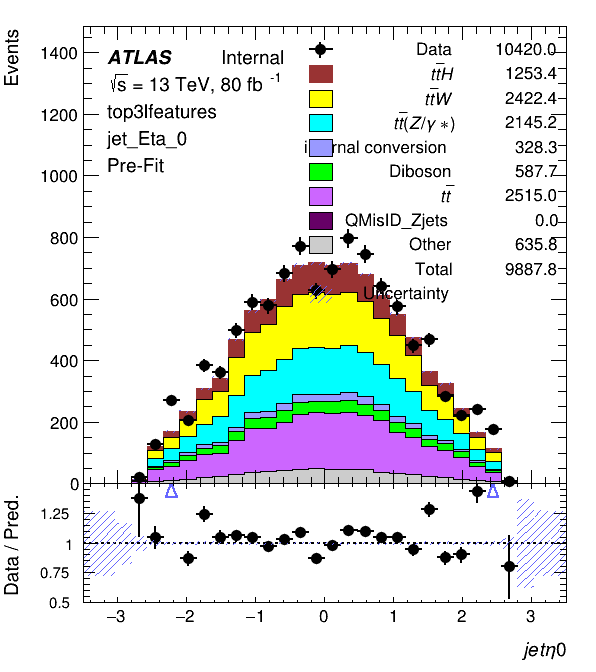 Events
1400
1200
1000
800
600
400
200
0
ATLAS Internal
√s = 13 TeV, 80 fb⁻¹
top3lfeatures
jet_Eta_0
Pre-Fit
Data 10420.0
tt̄H 1253.4
tt̄W 2422.4
tt̄(Z/γ*) 2145.2
internal conversion 328.3
Diboson 587.7
tt̄ 2515.0
QMisID_Zjets 0.0
Other 635.8
Total 9887.8
Uncertainty
Data / Pred.
1.25
1
0.75
0.5
−3 −2 −1 0 1 2 3
jetη0